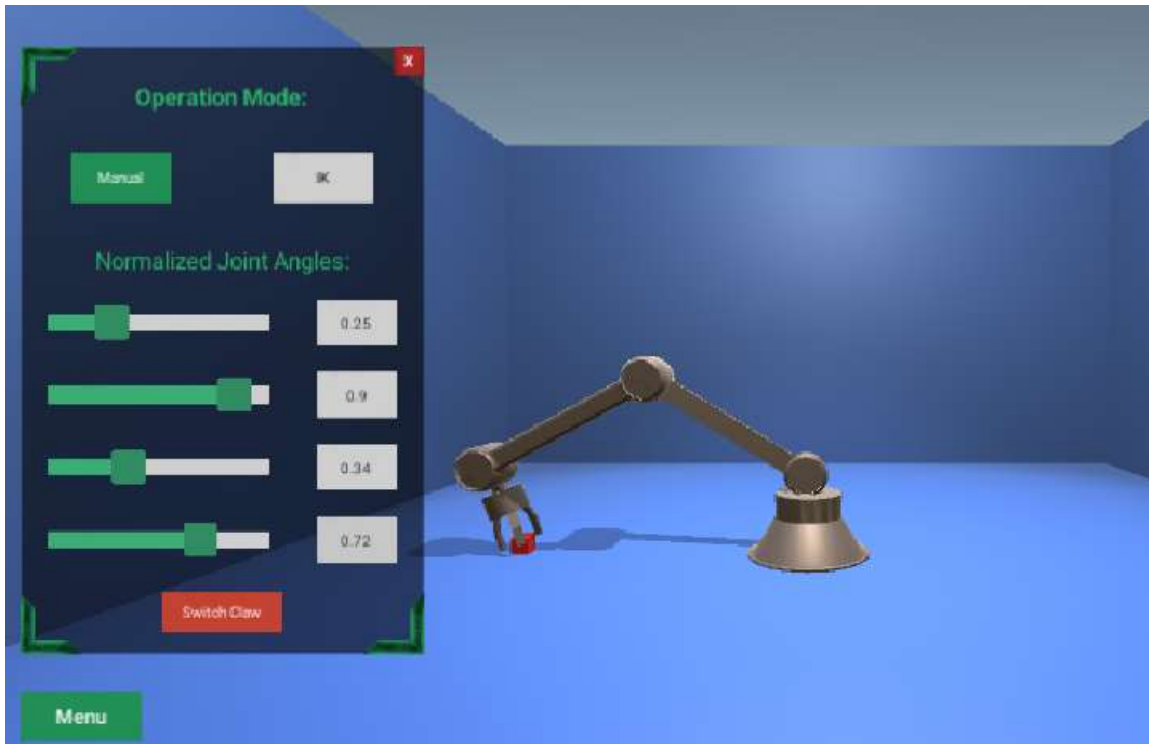 X
Operation Mode:
Manual IK
Normalized Joint Angles:
0.25
0.9
0.34
0.72
Switch Claw
Menu